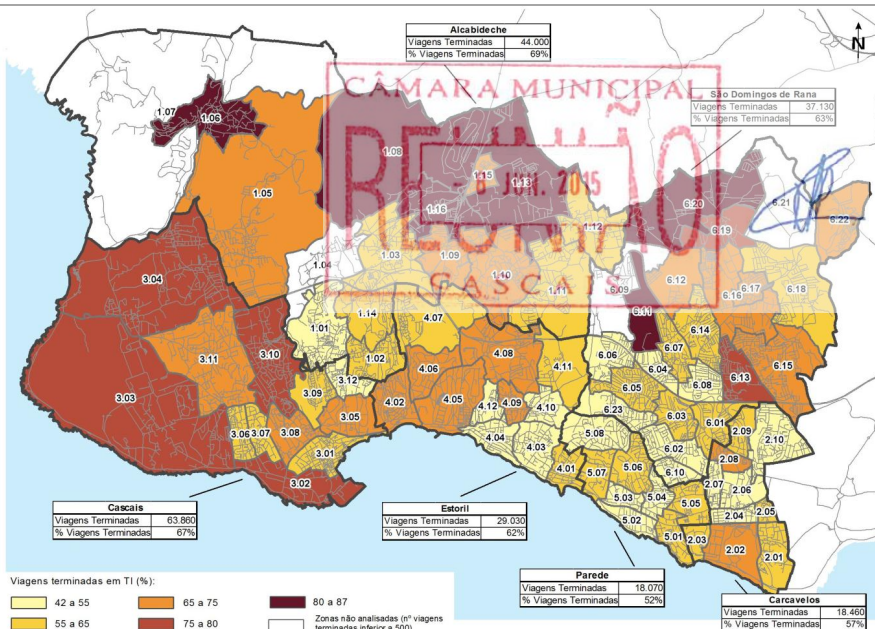 Alcabideche
Viagens Terminadas 44.000
% Viagens Terminadas 69%
N
CÂMARA MUNICIPAL
REUNIÃO
- 8 JUN. 2015
REUNIÃO
CASCAIS
São Domingos de Rana
Viagens Terminadas 37.130
% Viagens Terminadas 63%
1.07
1.06
1.08
1.15
1.13
1.05
1.16
1.12
6.20
6.21
6.22
6.19
3.04
1.04
1.03
1.09
1.10
1.11
6.09
6.12
6.16
6.17
6.18
6.11
1.01
1.14
4.07
6.14
3.11
3.10
1.02
4.08
4.11
6.06
6.07
6.04
6.15
3.03
3.09
3.12
4.06
6.05
6.08
6.13
4.02
4.05
4.09
4.12
4.10
6.23
6.03
6.01
2.09
2.10
3.06
3.07
3.08
3.05
4.04
4.03
5.08
6.02
2.08
3.01
4.01
5.07
5.06
6.10
2.07
2.06
3.02
5.03
5.04
5.05
2.04
2.05
5.02
5.01
2.03
2.02
2.01
Cascais
Viagens Terminadas 63.860
% Viagens Terminadas 67%
Estoril
Viagens Terminadas 29.030
% Viagens Terminadas 62%
Parede
Viagens Terminadas 18.070
% Viagens Terminadas 52%
Carcavelos
Viagens Terminadas 18.460
% Viagens Terminadas 57%
Viagens terminadas em TI (%):
42 a 55
65 a 75
80 a 87
55 a 65
75 a 80
Zonas não analisadas (nº viagens
terminadas inferior a 500)